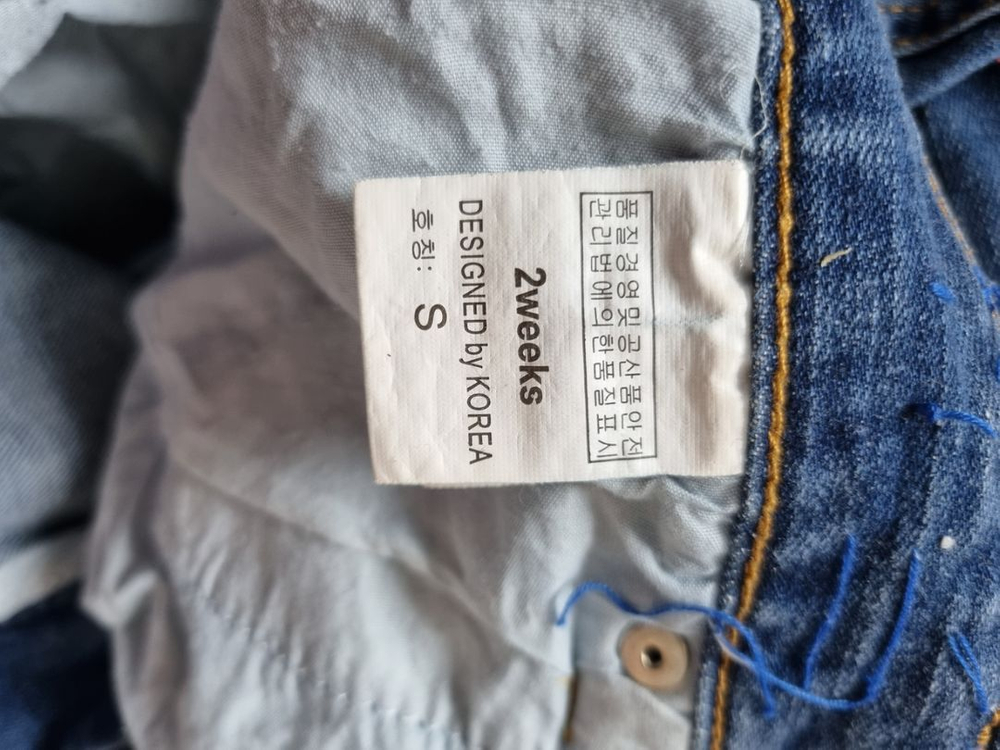 품질경영및공산품안전
관리법에의한품질표시
2weeks
DESIGNED by KOREA
호칭: S